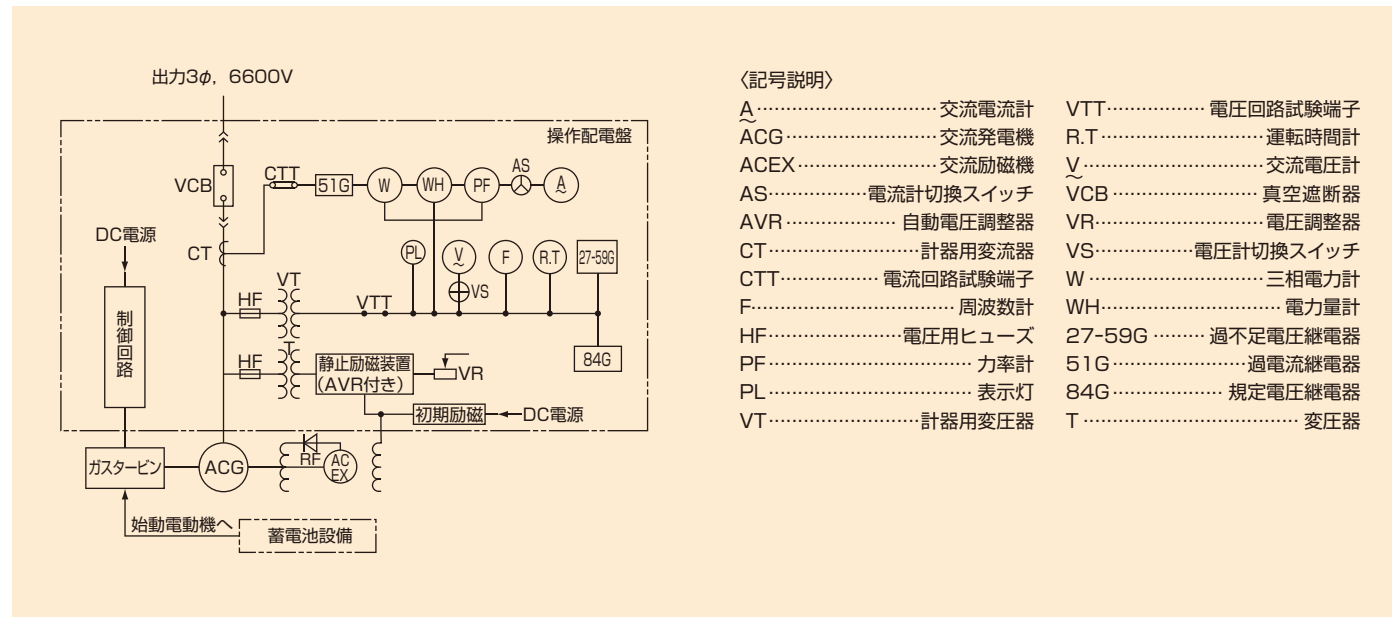 出力3φ, 6600V
操作配電盤
VCB
CTT
51G
W
WH
PF
AS
A
DC電源
CT
PL
V
F
R.T
27-59G
VS
VT
HF
VTT
84G
制御回路
HF
T
静止励磁装置
(AVR付き)
VR
初期励磁
DC電源
ガスタービン
ACG
RF
AC
EX
始動電動機へ
蓄電池設備
〈記号説明〉
A……………………………交流電流計
ACG……………………………交流発電機
ACEX……………………………交流励磁機
AS………………電流計切換スイッチ
AVR……………………自動電圧調整器
CT……………………………計器用変流器
CTT……………………電流回路試験端子
F……………………………周波数計
HF……………………電圧用ヒューズ
PF……………………………力率計
PL……………………………表示灯
VT……………………………計器用変圧器
VTT………………電圧回路試験端子
R.T……………………………運転時間計
V……………………………交流電圧計
VCB……………………………真空遮断器
VR……………………………電圧調整器
VS………………電圧計切換スイッチ
W……………………………三相電力計
WH……………………………電力量計
27-59G………過不足電圧継電器
51G……………………過電流継電器
84G……………………規定電圧継電器
T……………………………変圧器